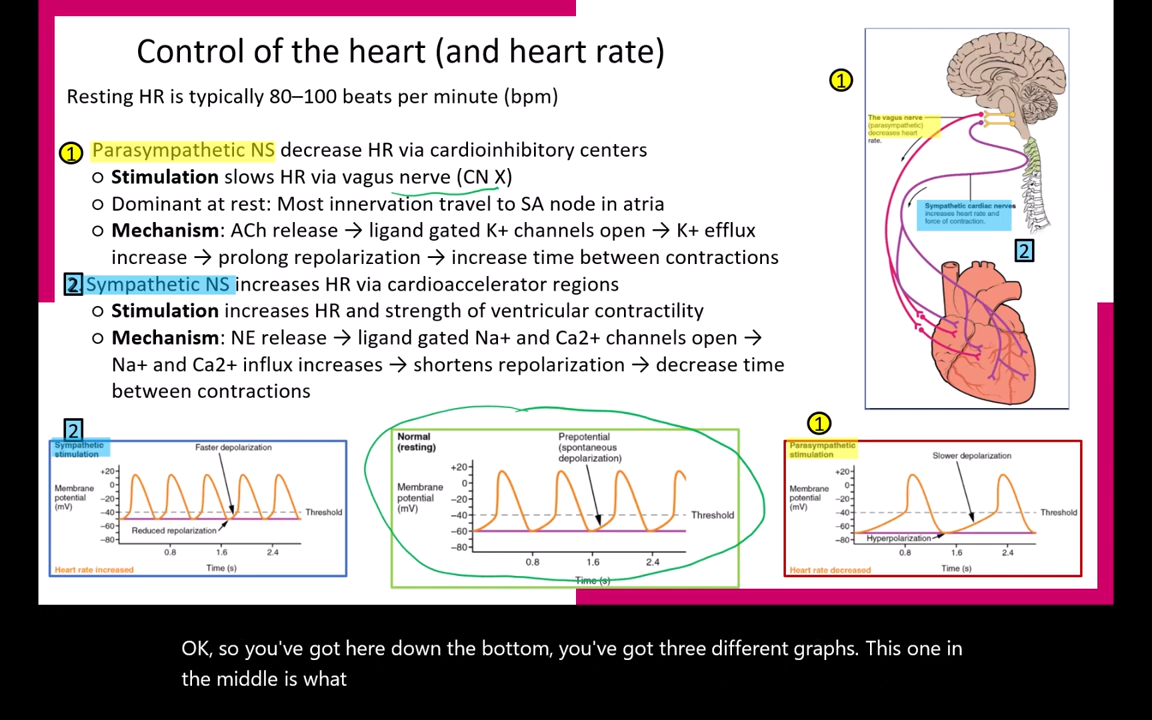 Control of the heart (and heart rate)
Resting HR is typically 80–100 beats per minute (bpm)
1 Parasympathetic NS decrease HR via cardioinhibitory centers
o Stimulation slows HR via vagus nerve (CN X)
o Dominant at rest: Most innervation travel to SA node in atria
o Mechanism: ACh release → ligand gated K+ channels open → K+ efflux
increase → prolong repolarization → increase time between contractions
2 Sympathetic NS increases HR via cardioaccelerator regions
o Stimulation increases HR and strength of ventricular contractility
o Mechanism: NE release → ligand gated Na+ and Ca2+ channels open →
Na+ and Ca2+ influx increases → shortens repolarization → decrease time
between contractions
1
The vagus nerve
(parasympathetic)
decreases heart
rate.
Sympathetic cardiac nerves
increases heart rate and
force of contraction.
2
2
Sympathetic
stimulation
Faster depolarization
Membrane
potential
(mV)
+20
0
−20
−40
−60
−80
Threshold
Reduced repolarization
0.8 1.6 2.4
Heart rate increased
Time (s)
Normal
(resting)
Prepotential
(spontaneous
depolarization)
Membrane
potential
(mV)
+20
0
−20
−40
−60
−80
Threshold
0.8 1.6 2.4
Time (s)
1
Parasympathetic
stimulation
Slower depolarization
Membrane
potential
(mV)
+20
0
−20
−40
−60
−80
Threshold
Hyperpolarization
0.8 1.6 2.4
Heart rate decreased
Time (s)
OK, so you've got here down the bottom, you've got three different graphs. This one in
the middle is what